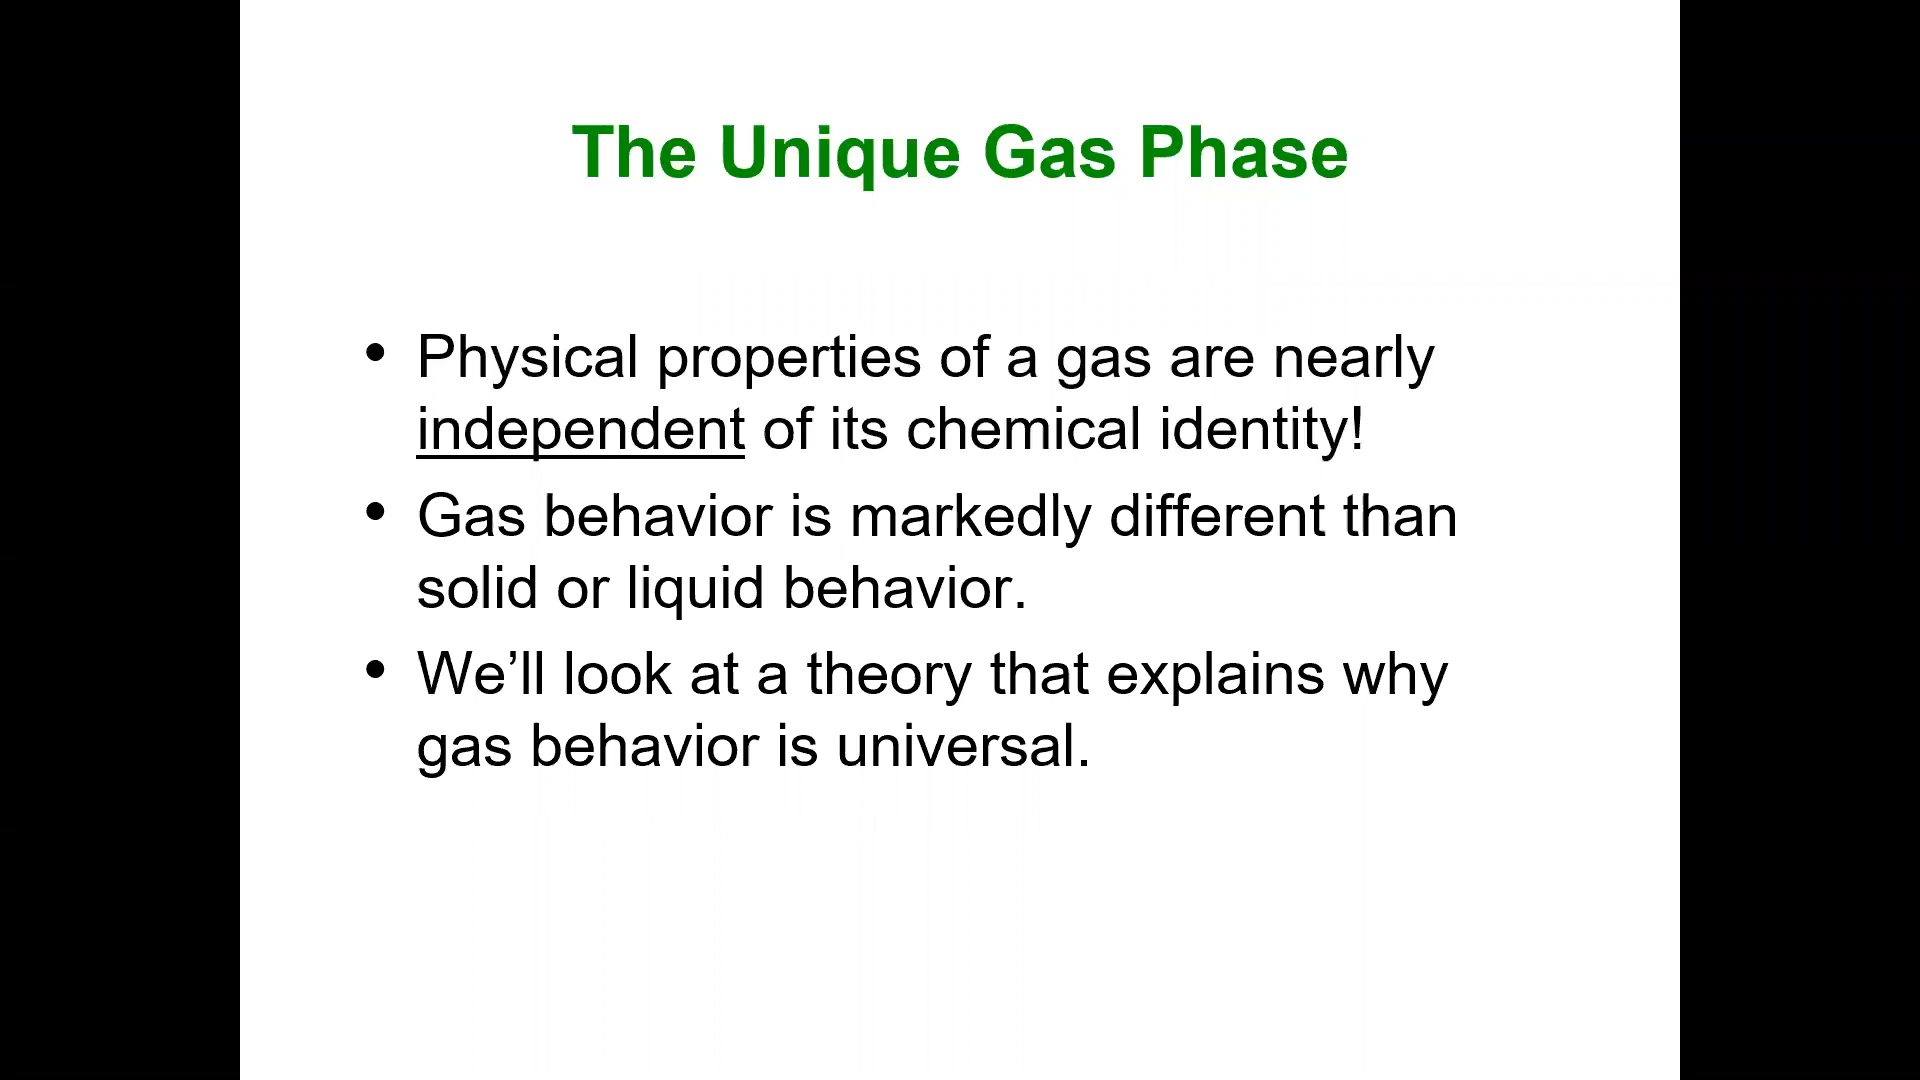 The Unique Gas Phase
• Physical properties of a gas are nearly
independent of its chemical identity!
• Gas behavior is markedly different than
solid or liquid behavior.
• We’ll look at a theory that explains why
gas behavior is universal.